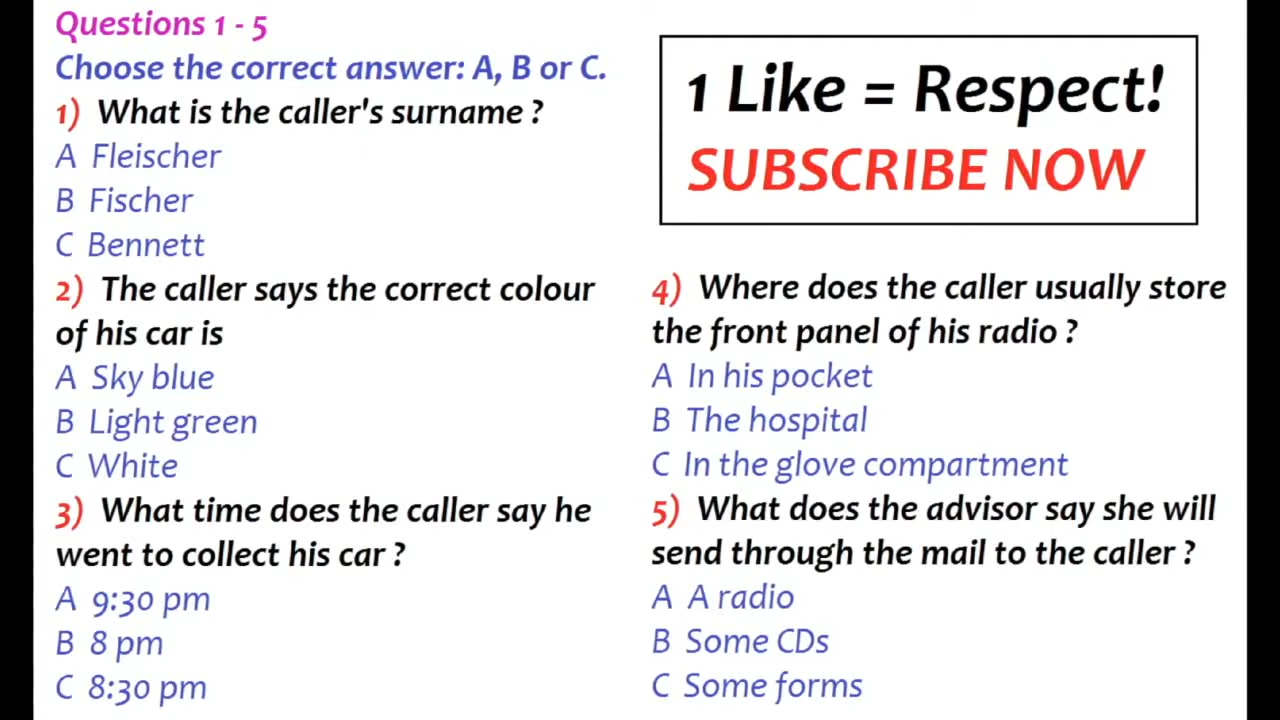 Questions 1 - 5
Choose the correct answer: A, B or C.
1) What is the caller's surname ?
A Fleischer
B Fischer
C Bennett
2) The caller says the correct colour
of his car is
A Sky blue
B Light green
C White
3) What time does the caller say he
went to collect his car ?
A 9:30 pm
B 8 pm
C 8:30 pm
1 Like = Respect!
SUBSCRIBE NOW
4) Where does the caller usually store
the front panel of his radio ?
A In his pocket
B The hospital
C In the glove compartment
5) What does the advisor say she will
send through the mail to the caller ?
A A radio
B Some CDs
C Some forms